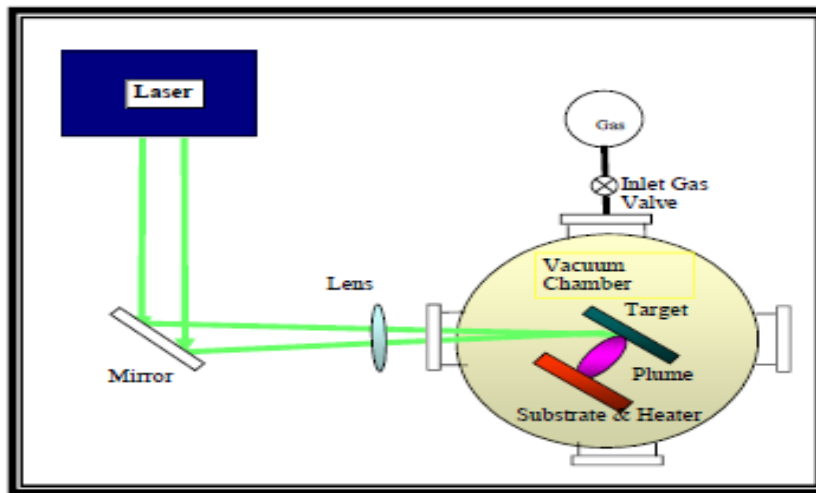 Laser
Gas
Inlet Gas
Valve
Vacuum
Chamber
Lens
Target
Mirror
Plume
Substrate & Heater